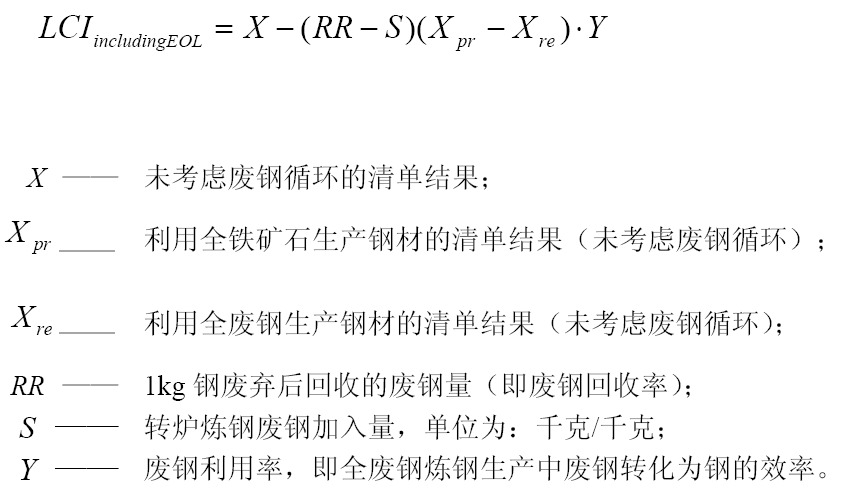 LCI_{includingEOL} = X − (RR − S)(X_{pr} − X_{re})·Y
X —— 未考虑废钢循环的清单结果；
X_{pr} ____ 利用全铁矿石生产钢材的清单结果（未考虑废钢循环）；
X_{re} ____ 利用全废钢生产钢材的清单结果（未考虑废钢循环）；
RR —— 1kg 钢废弃后回收的废钢量（即废钢回收率）；
S —— 转炉炼钢废钢加入量，单位为：千克/千克；
Y —— 废钢利用率，即全废钢炼钢生产中废钢转化为钢的效率。